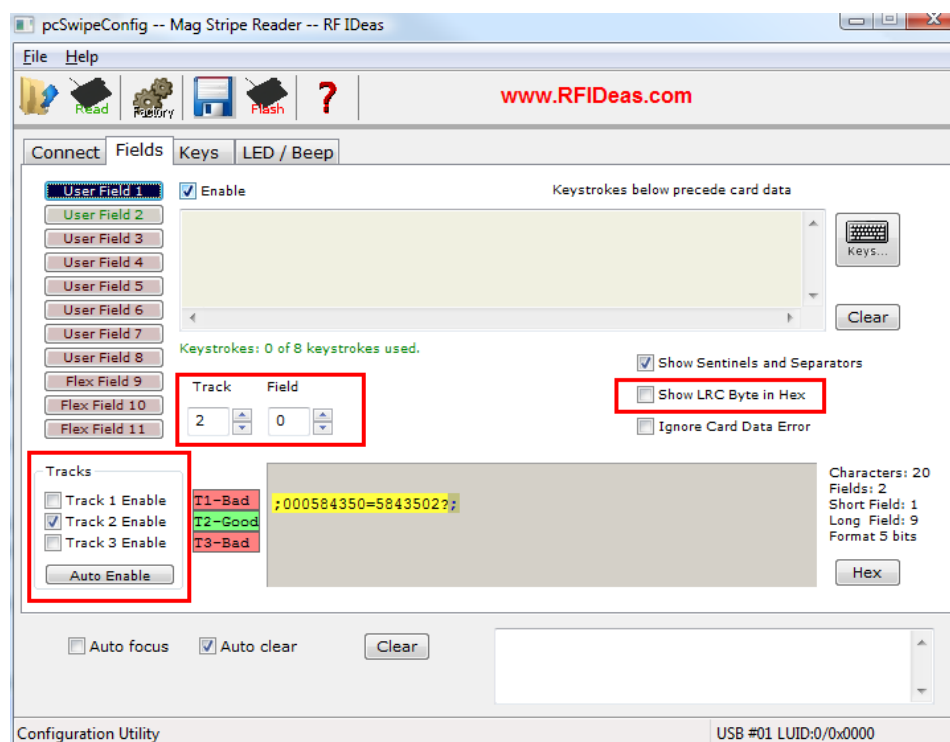 pcSwipeConfig -- Mag Stripe Reader -- RF IDeas
File Help
Read Factory Flash ? www.RFIDeas.com
Connect Fields Keys LED / Beep
User Field 1 Enable Keystrokes below precede card data
User Field 2
User Field 3
User Field 4
User Field 5
User Field 6
User Field 7
User Field 8
Flex Field 9
Flex Field 10
Flex Field 11
Keys...
Clear
Keystrokes: 0 of 8 keystrokes used.
Track Field
2 0
Show Sentinels and Separators
Show LRC Byte in Hex
Ignore Card Data Error
Tracks
Track 1 Enable
Track 2 Enable
Track 3 Enable
Auto Enable
T1-Bad
T2-Good
T3-Bad
;000584350=5843502?;
Characters: 20
Fields: 2
Short Field: 1
Long Field: 9
Format 5 bits
Hex
Auto focus Auto clear Clear
Configuration Utility USB #01 LUID:0/0x0000